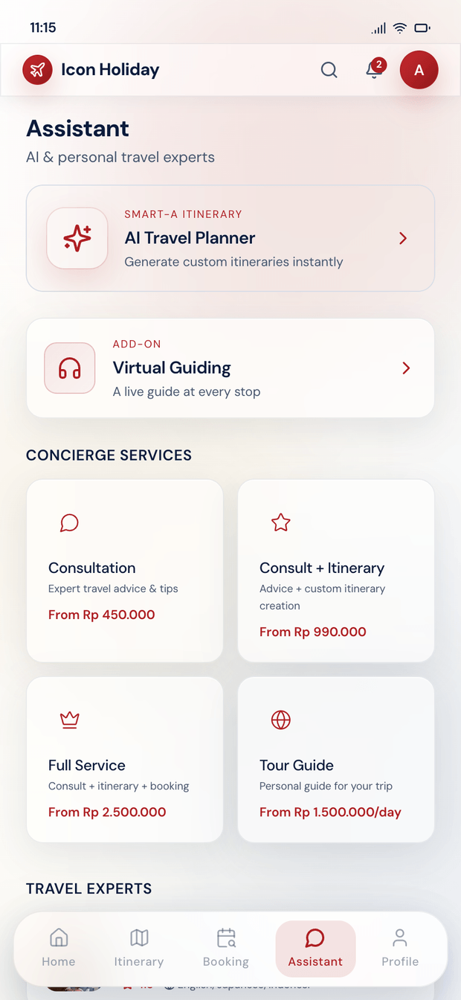 11:15
Icon Holiday
2
A
Assistant
AI & personal travel experts
SMART-A ITINERARY
AI Travel Planner
Generate custom itineraries instantly
ADD-ON
Virtual Guiding
A live guide at every stop
CONCIERGE SERVICES
Consultation
Expert travel advice & tips
From Rp 450.000
Consult + Itinerary
Advice + custom itinerary
creation
From Rp 990.000
Full Service
Consult + itinerary + booking
From Rp 2.500.000
Tour Guide
Personal guide for your trip
From Rp 1.500.000/day
TRAVEL EXPERTS
Home
Itinerary
Booking
Assistant
Profile